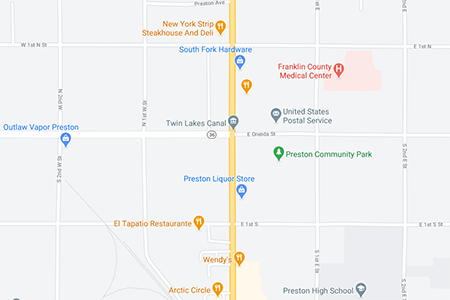 Preston Ave
New York Strip
Steakhouse And Deli
W 1st N St
E 1st N St
South Fork Hardware
Franklin County
Medical Center
N 2nd W St
N 1st W St
N 1st E St
N 2nd E St
United States
Postal Service
Twin Lakes Canal
Outlaw Vapor Preston
36
E Oneida St
Preston Community Park
S 2nd W St
S 2nd E St
Preston Liquor Store
El Tapatio Restaurante
E 1st S
E 1st S St
S 1st E St
Wendy's
Arctic Circle
Preston High School